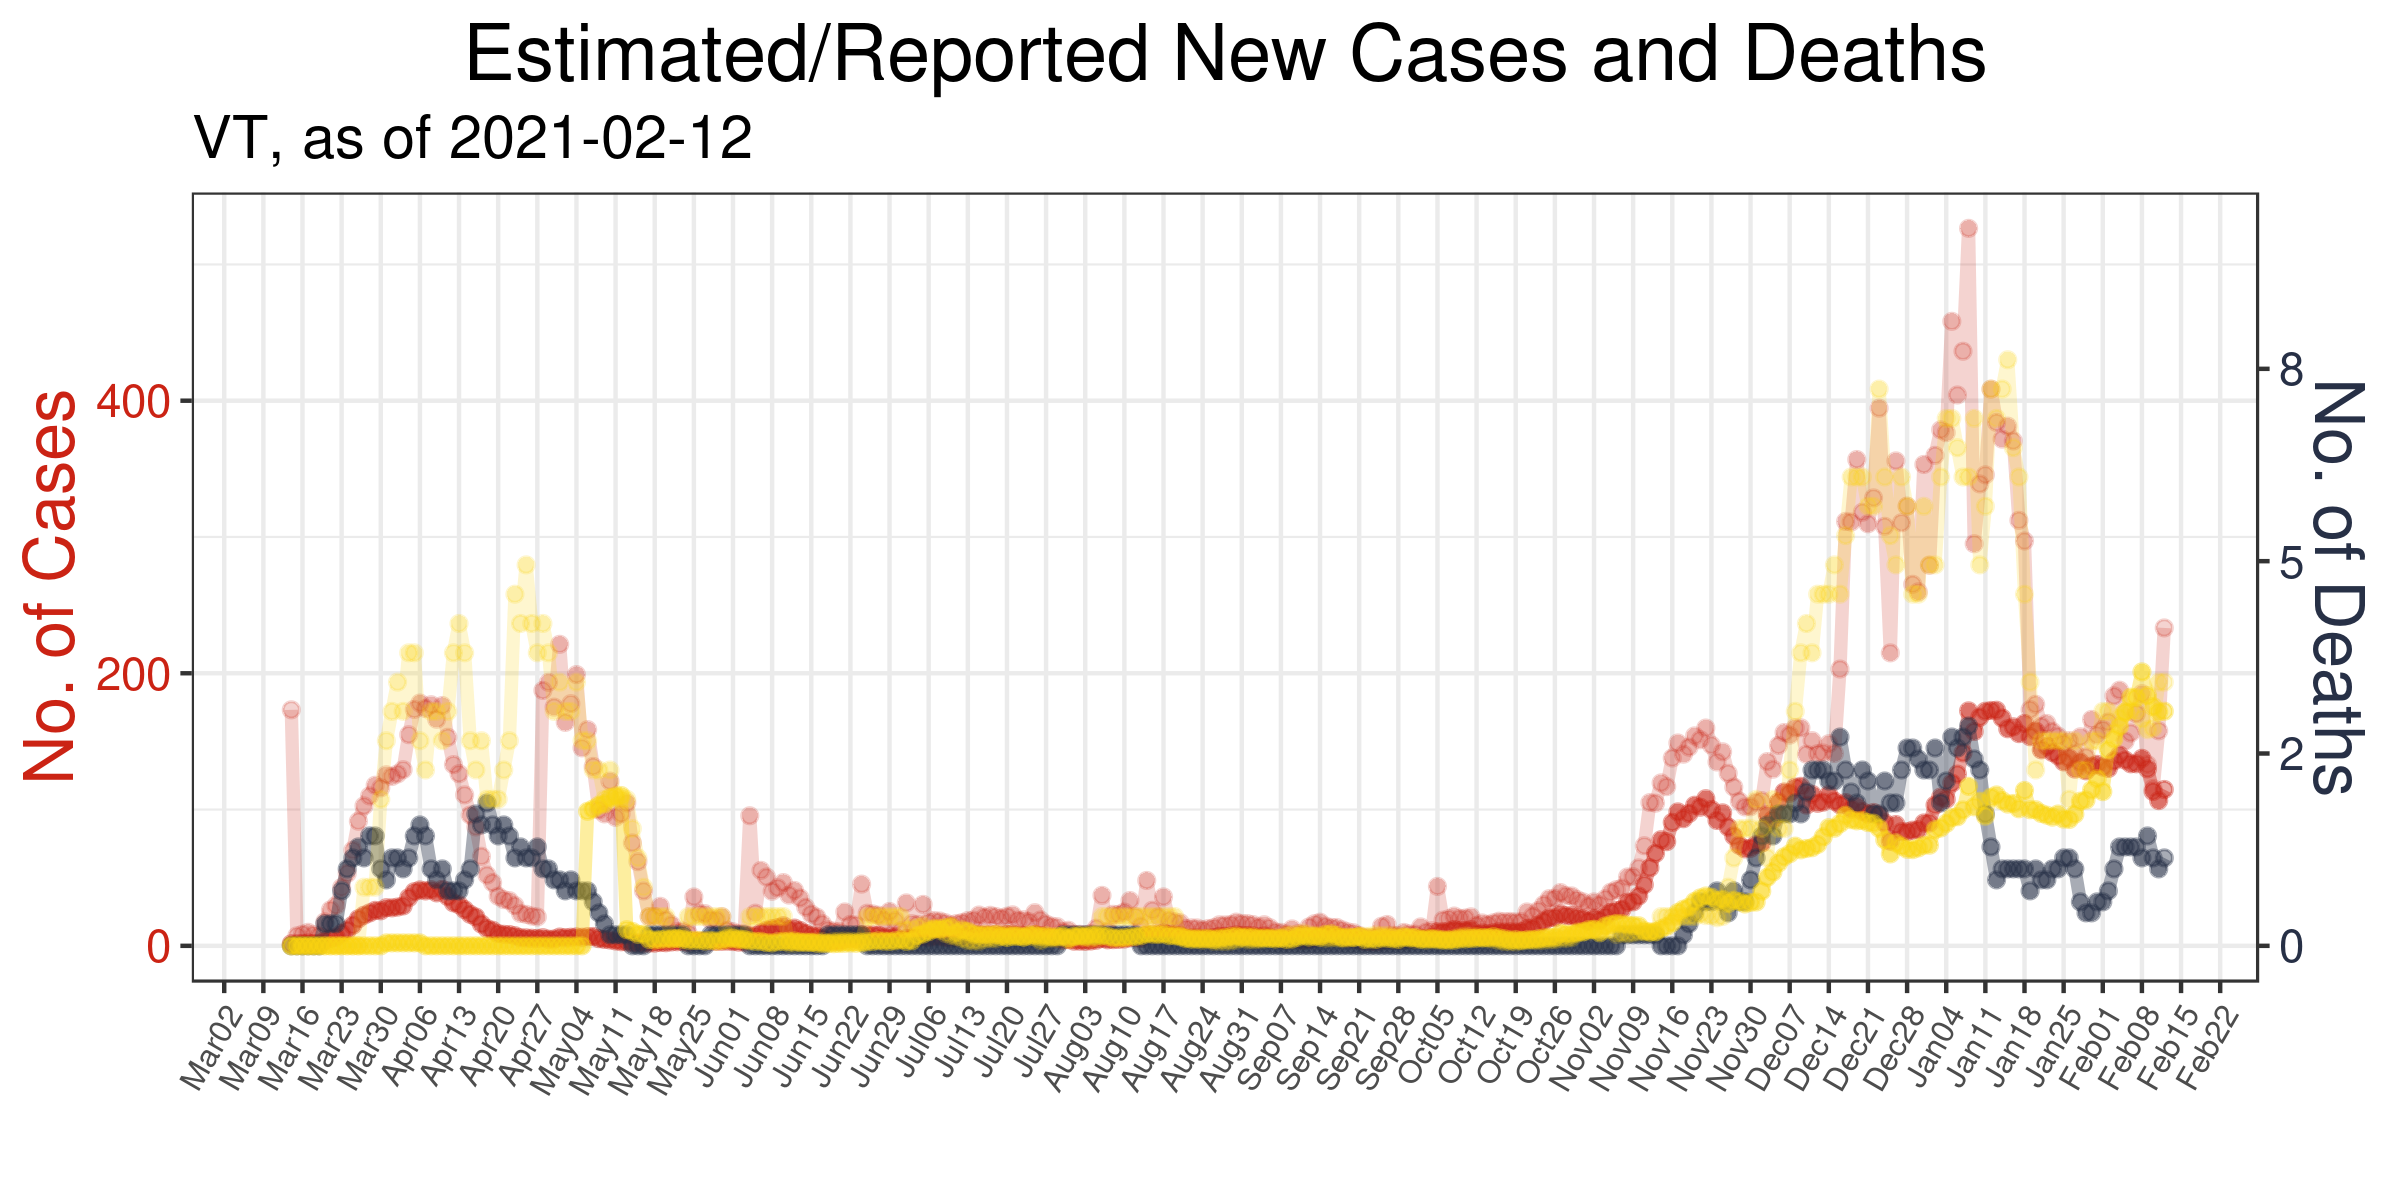 Estimated/Reported New Cases and Deaths
VT, as of 2021-02-12
No. of Cases
400
200
0
8
5
2
0
No. of Deaths
Mar02
Mar09
Mar16
Mar23
Mar30
Apr06
Apr13
Apr20
Apr27
May04
May11
May18
May25
Jun01
Jun08
Jun15
Jun22
Jun29
Jul06
Jul13
Jul20
Jul27
Aug03
Aug10
Aug17
Aug24
Aug31
Sep07
Sep14
Sep21
Sep28
Oct05
Oct12
Oct19
Oct26
Nov02
Nov09
Nov16
Nov23
Nov30
Dec07
Dec14
Dec21
Dec28
Jan04
Jan11
Jan18
Jan25
Feb01
Feb08
Feb15
Feb22